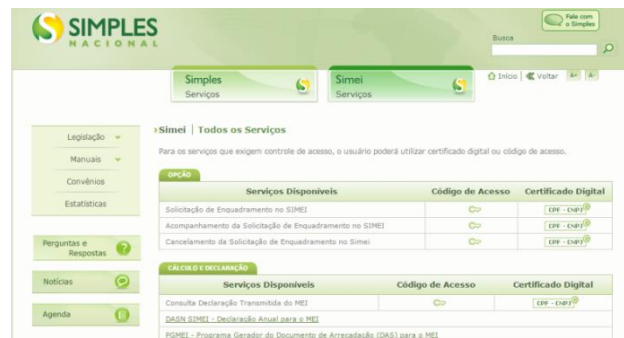 SIMPLES
NACIONAL
Fale com
o Simples
Busca
Simples
Serviços
Simei
Serviços
Início | Voltar A+ A-
Legislação
Manuais
Convênios
Estatísticas
Perguntas e
Respostas
Notícias
Agenda
Simei | Todos os Serviços
Para os serviços que exigem controle de acesso, o usuário poderá utilizar certificado digital ou código de acesso.
OPÇÃO
Serviços Disponíveis Código de Acesso Certificado Digital
Solicitação de Enquadramento no SIMEI CPF - CNPJ
Acompanhamento da Solicitação de Enquadramento no SIMEI CPF - CNPJ
Cancelamento da Solicitação de Enquadramento no Simei CPF - CNPJ
CÁLCULO E DECLARAÇÃO
Serviços Disponíveis Código de Acesso Certificado Digital
Consulta Declaração Transmitida do MEI CPF - CNPJ
DASN SIMEI - Declaração Anual para o MEI
PGMEI - Programa Gerador do Documento de Arrecadação (DAS) para o MEI